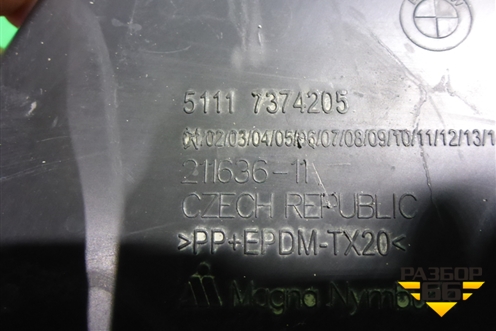 5111 7374205
/02/03/04/05/06/07/08/09/10/11/12/13/1
211636-11
CZECH REPUBLIC
>PP+EPDM-TX20<
Magna
РАЗБОР